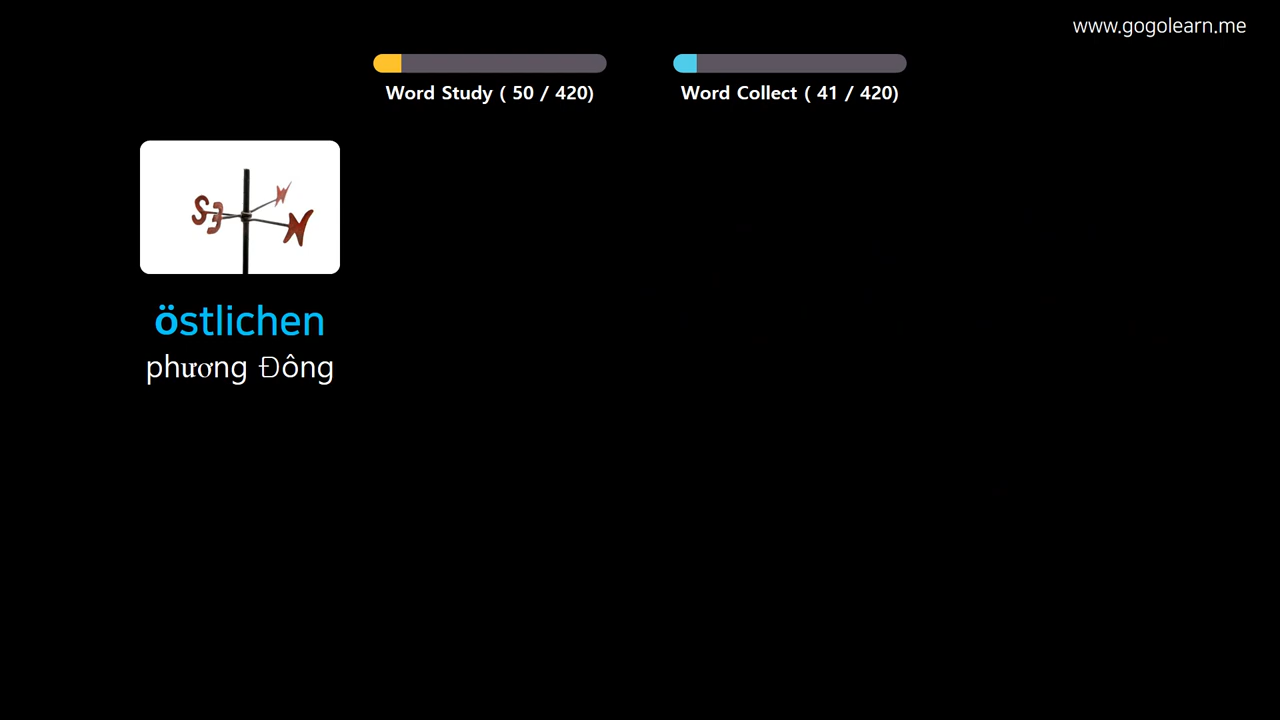 www.gogolearn.me
Word Study ( 50 / 420)
Word Collect ( 41 / 420)
S E N N
östlichen
phương Đông